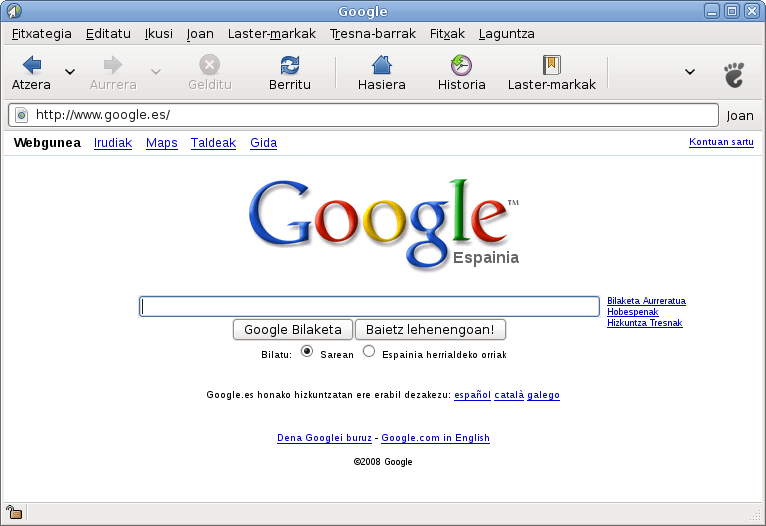 Google
Fitxategia Editatu Ikusi Joan Laster-markak Tresna-barrak Fitxak Laguntza
Atzera Aurrera Gelditu Berritu Hasiera Historia Laster-markak
http://www.google.es/ Joan
Webgunea Irudiak Maps Taldeak Gida Kontuan sartu
Google™
Espainia
Bilaketa Aurreratua
Hobespenak
Hizkuntza Tresnak
Google Bilaketa Baietz lehenengoan!
Bilatu: Sarean Espainia herrialdeko orriak
Google.es honako hizkuntzatan ere erabil dezakezu: español català galego
Dena Googlei buruz - Google.com in English
©2008 Google